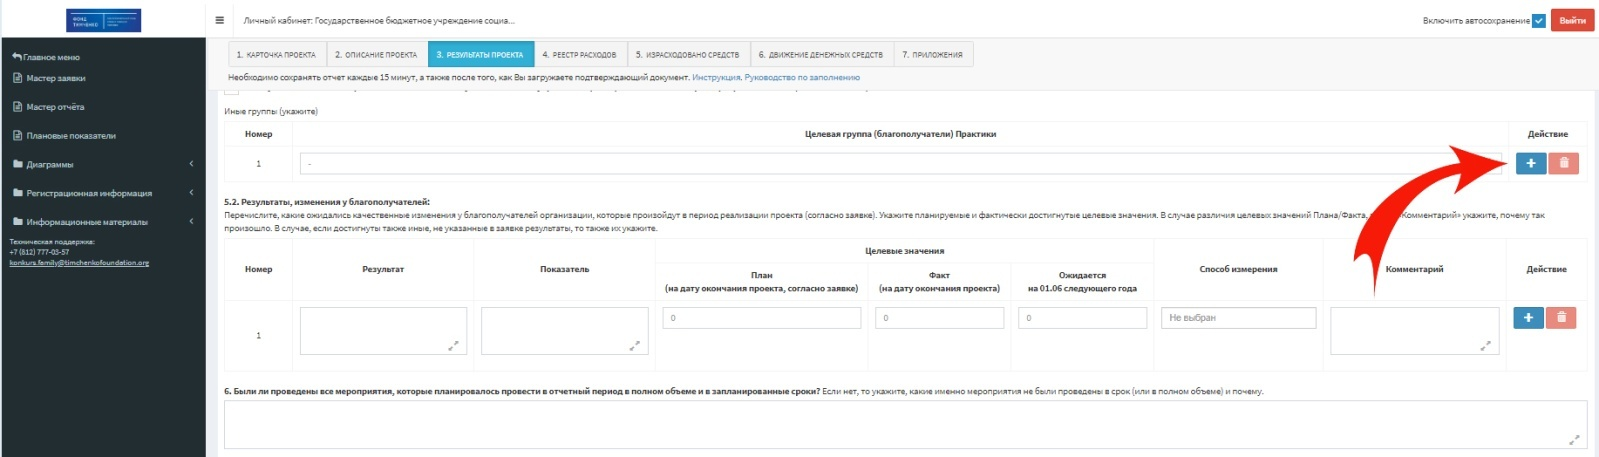 ФОНД
ТИМЧЕНКО
Личный кабинет: Государственное бюджетное учреждение социа...
Включить автосохранение
Выйти
Главное меню
Мастер заявки
Мастер отчёта
Плановые показатели
Диаграммы
Регистрационная информация
Информационные материалы
Техническая поддержка:
+7 (812) 777-03-57
konkurs.family@timchenkofoundation.org
1. КАРТОЧКА ПРОЕКТА
2. ОПИСАНИЕ ПРОЕКТА
3. РЕЗУЛЬТАТЫ ПРОЕКТА
4. РЕЕСТР РАСХОДОВ
5. ИЗРАСХОДОВАНО СРЕДСТВ
6. ДВИЖЕНИЕ ДЕНЕЖНЫХ СРЕДСТВ
7. ПРИЛОЖЕНИЯ
Необходимо сохранять отчет каждые 15 минут, а также после того, как Вы загружаете подтверждающий документ. Инструкция. Руководство по заполнению
Иные группы (укажите)
Номер
Целевая группа (благополучатели) Практики
Действие
1
-
5.2. Результаты, изменения у благополучателей:
Перечислите, какие ожидались качественные изменения у благополучателей организации, которые произойдут в период реализации проекта (согласно заявке). Укажите планируемые и фактически достигнутые целевые значения. В случае различия целевых значений Плана/Факта, «Комментарий» укажите, почему так
произошло. В случае, если достигнуты также иные, не указанные в заявке результаты, то также их укажите.
Номер
Результат
Показатель
Целевые значения
План
(на дату окончания проекта, согласно заявке)
Факт
(на дату окончания проекта)
Ожидается
на 01.06 следующего года
Способ измерения
Комментарий
Действие
1
0
0
0
Не выбран
6. Были ли проведены все мероприятия, которые планировалось провести в отчетный период в полном объеме и в запланированные сроки? Если нет, то укажите, какие именно мероприятия не были проведены в срок (или в полном объеме) и почему.